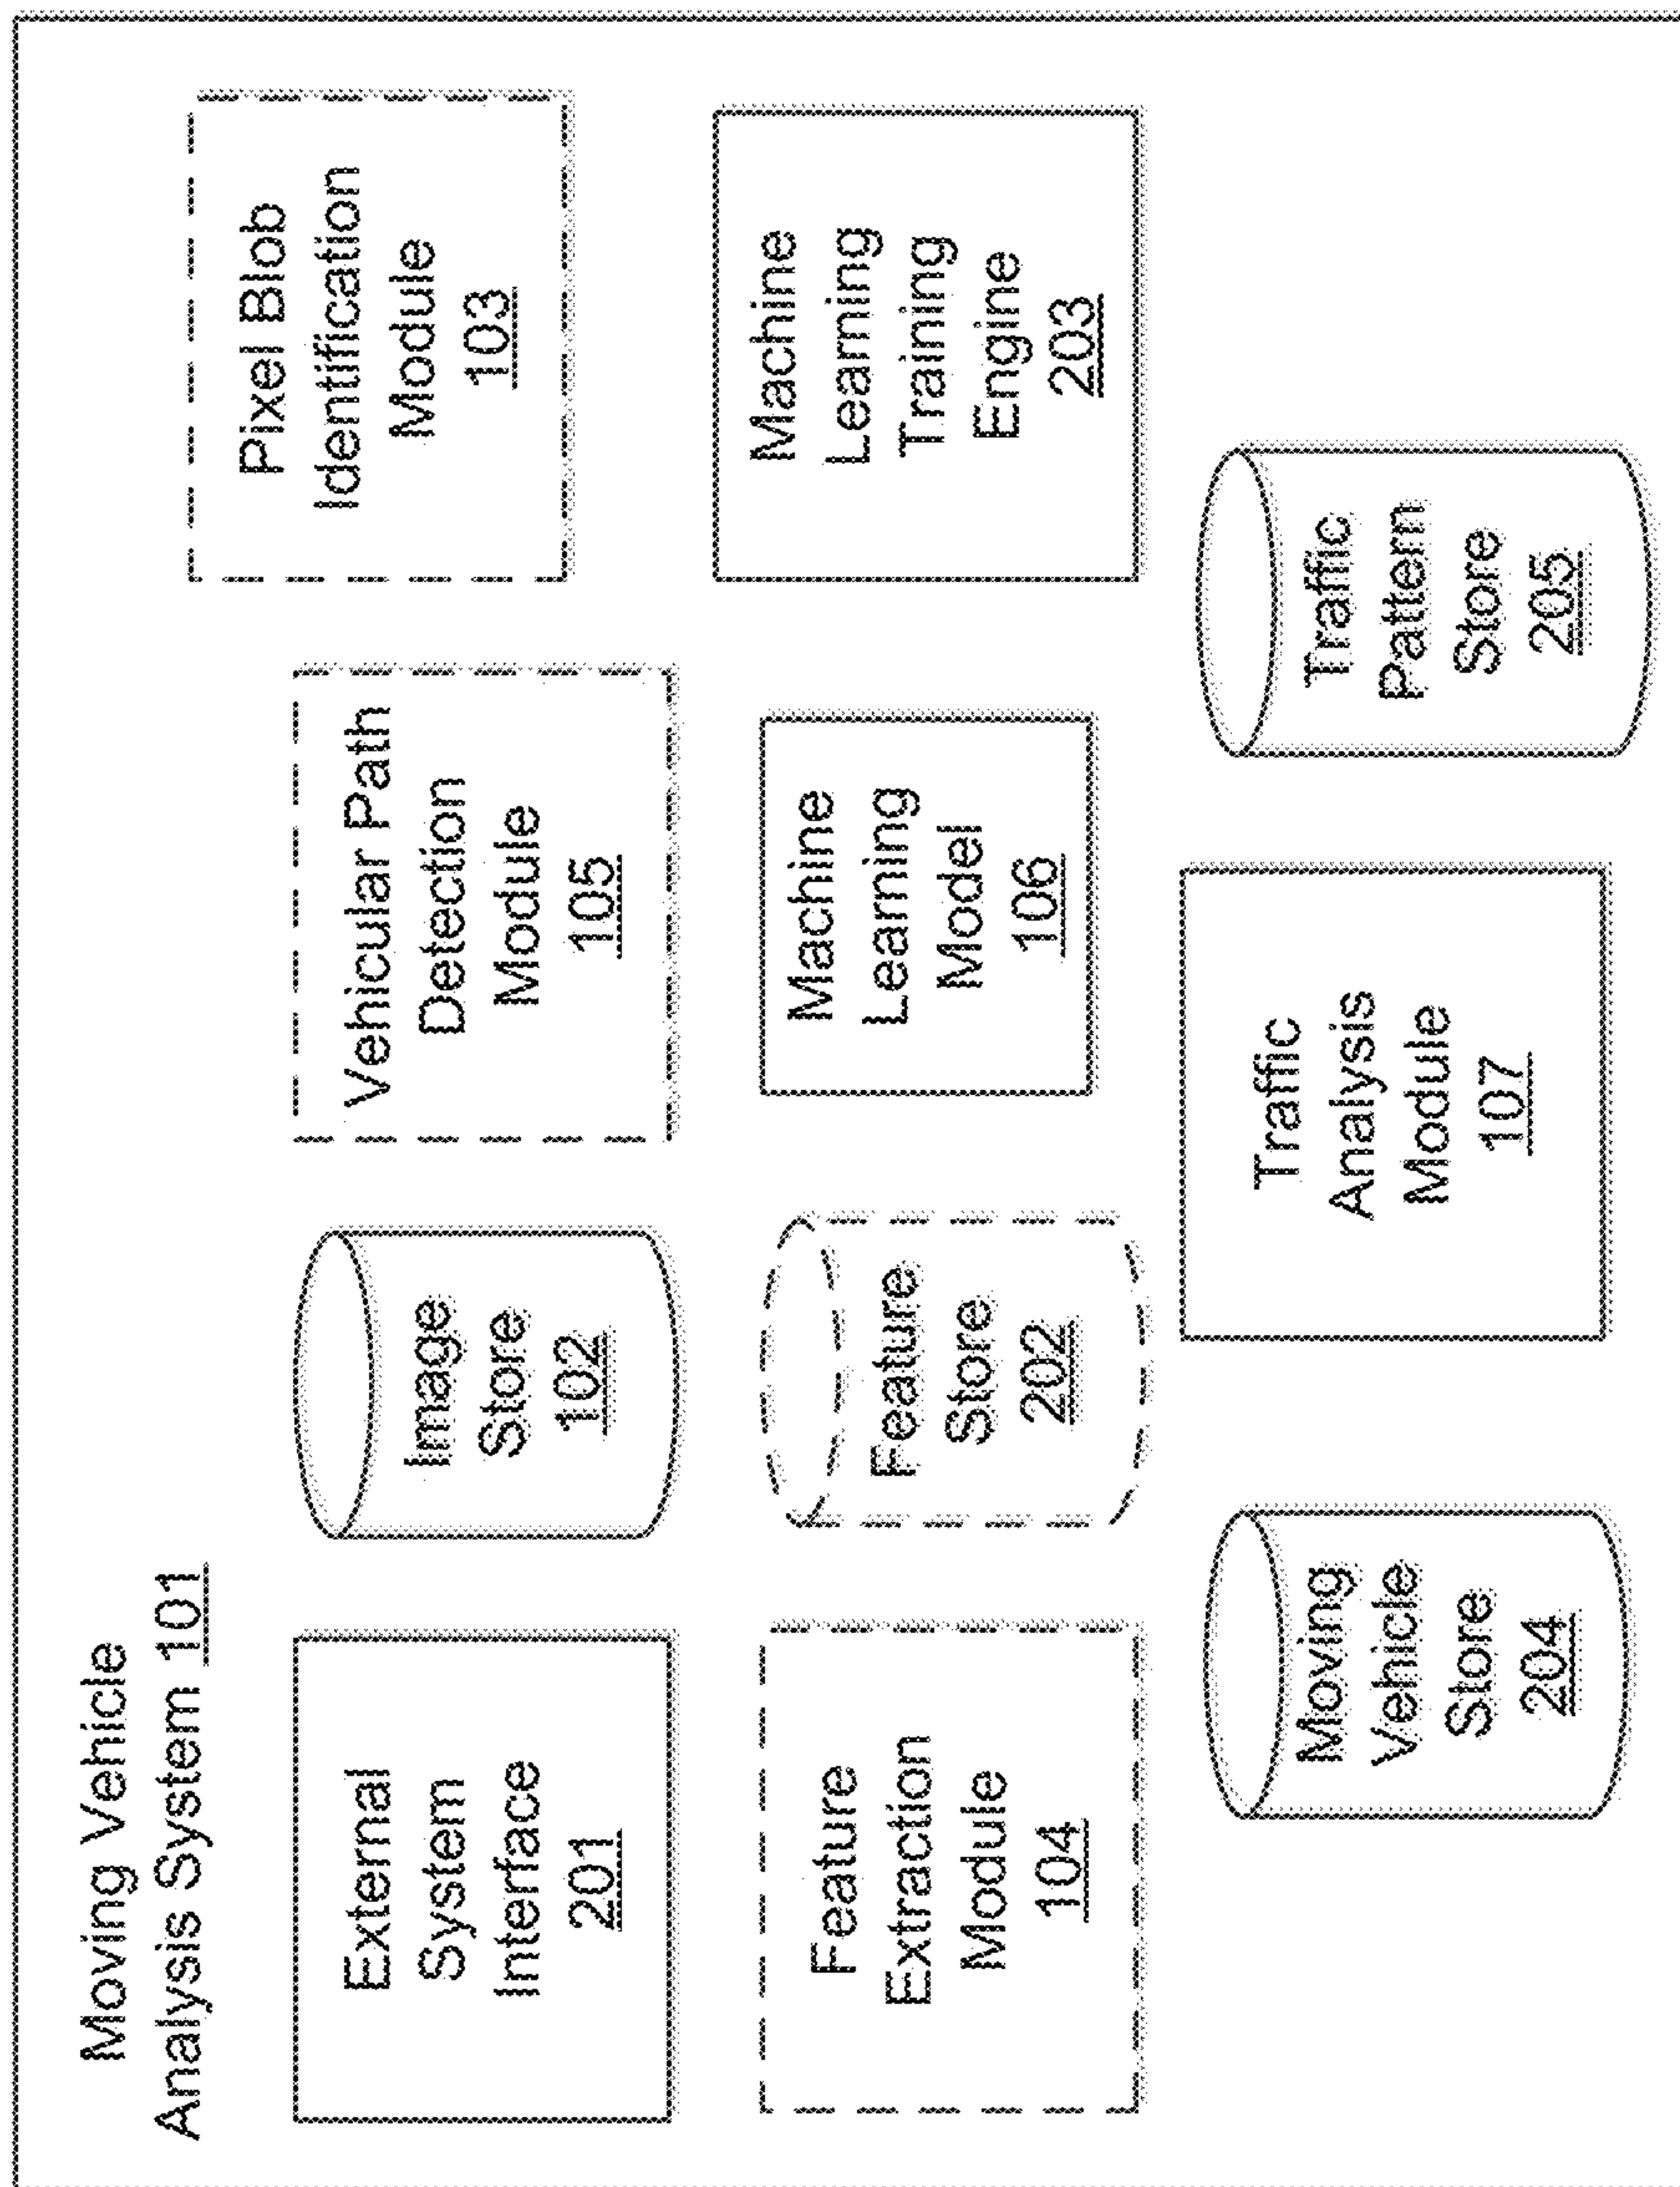 Moving Vehicle
Analysis System 101
External
System
Interface
201
Image
Store
102
Vehicular Path
Detection
Module
105
Pixel Blob
Identification
Module
103
Feature
Extraction
Module
104
Feature
Store
202
Machine
Learning
Model
106
Machine
Learning
Training
Engine
203
Moving
Vehicle
Store
204
Traffic
Analysis
Module
107
Traffic
Pattern
Store
205